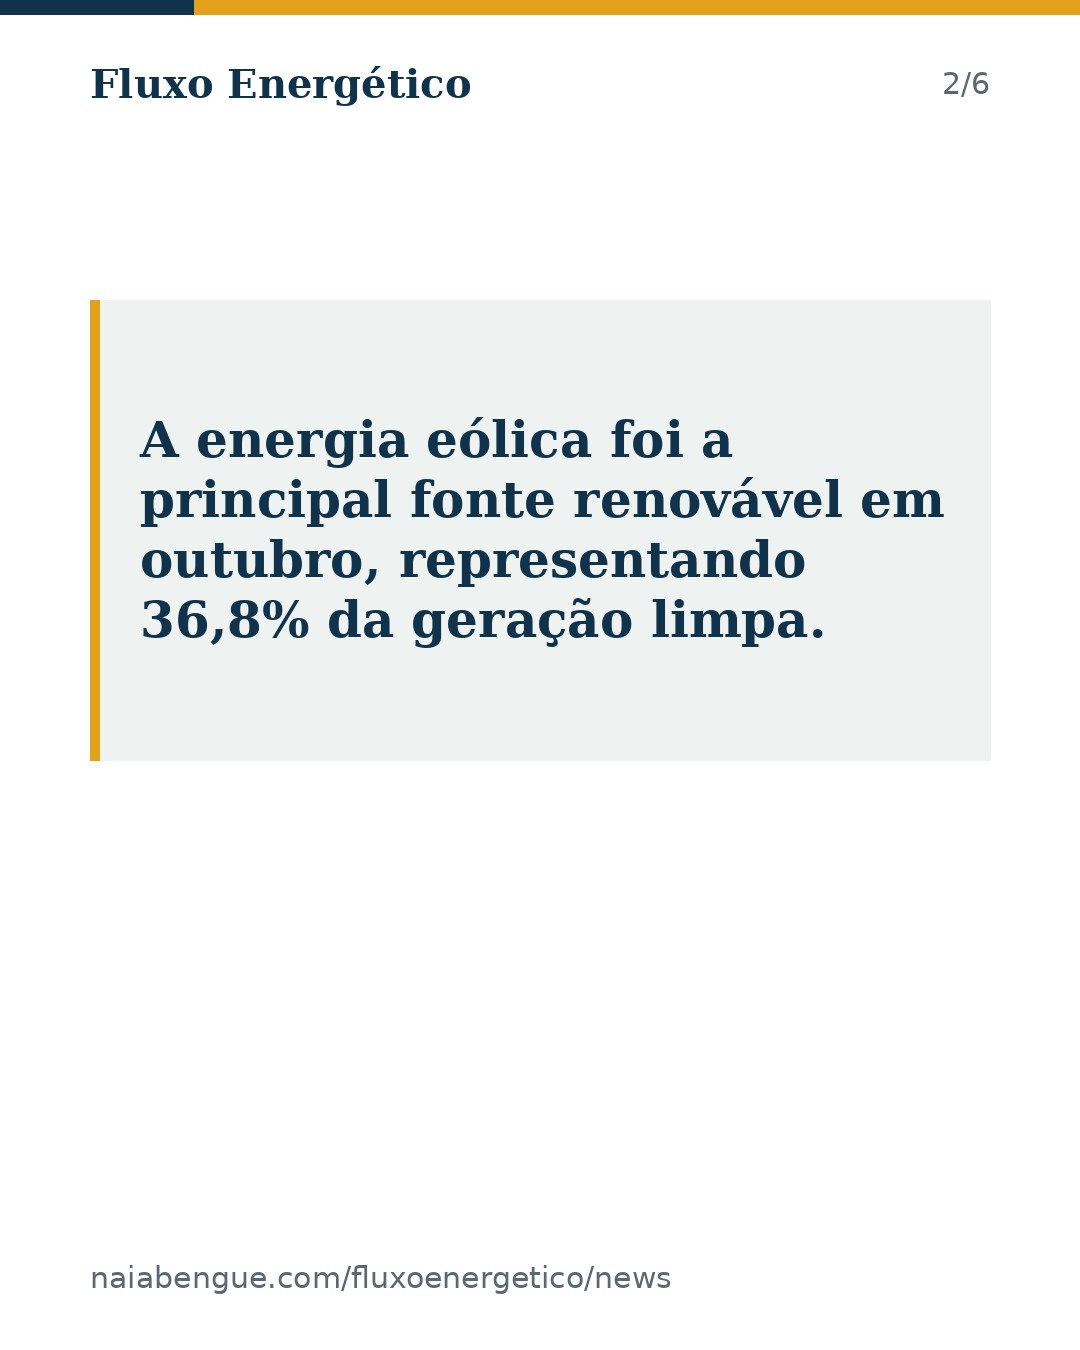 Fluxo Energético
2/6
A energia eólica foi a
principal fonte renovável em
outubro, representando
36,8% da geração limpa.
naiabengue.com/fluxoenergetico/news